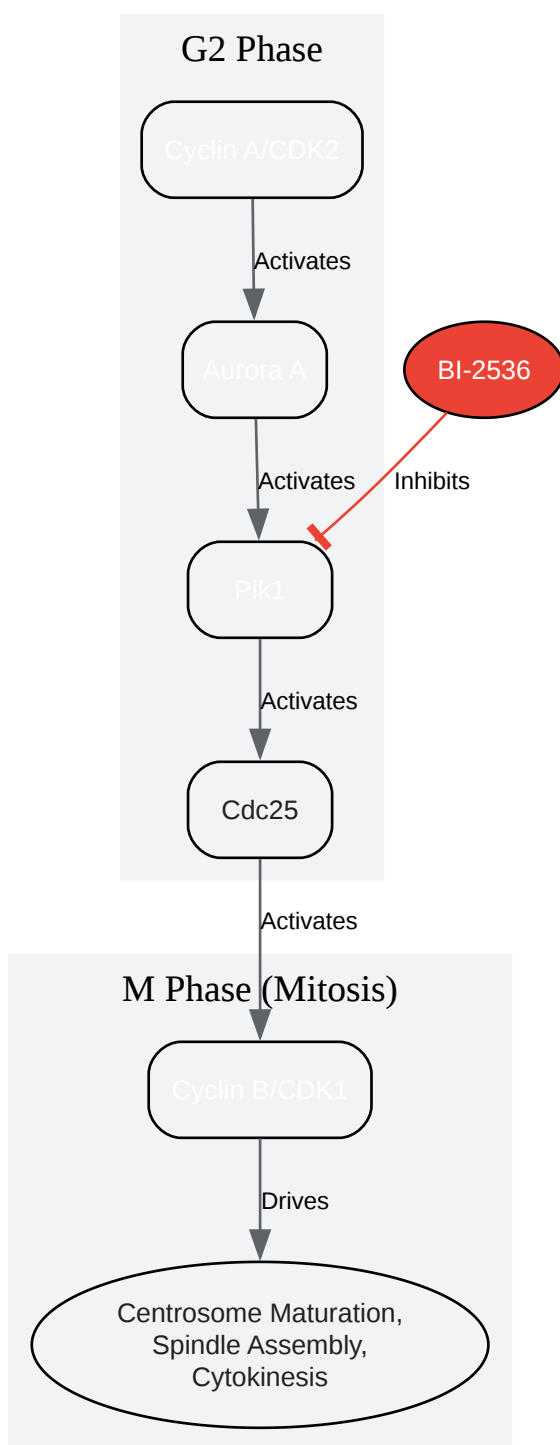 G2 Phase
Cyclin A/CDK2
Activates
Aurora A
BI-2536
Activates
Inhibits
Plk1
Activates
Cdc25
Activates
M Phase (Mitosis)
Cyclin B/CDK1
Drives
Centrosome Maturation,
Spindle Assembly,
Cytokinesis